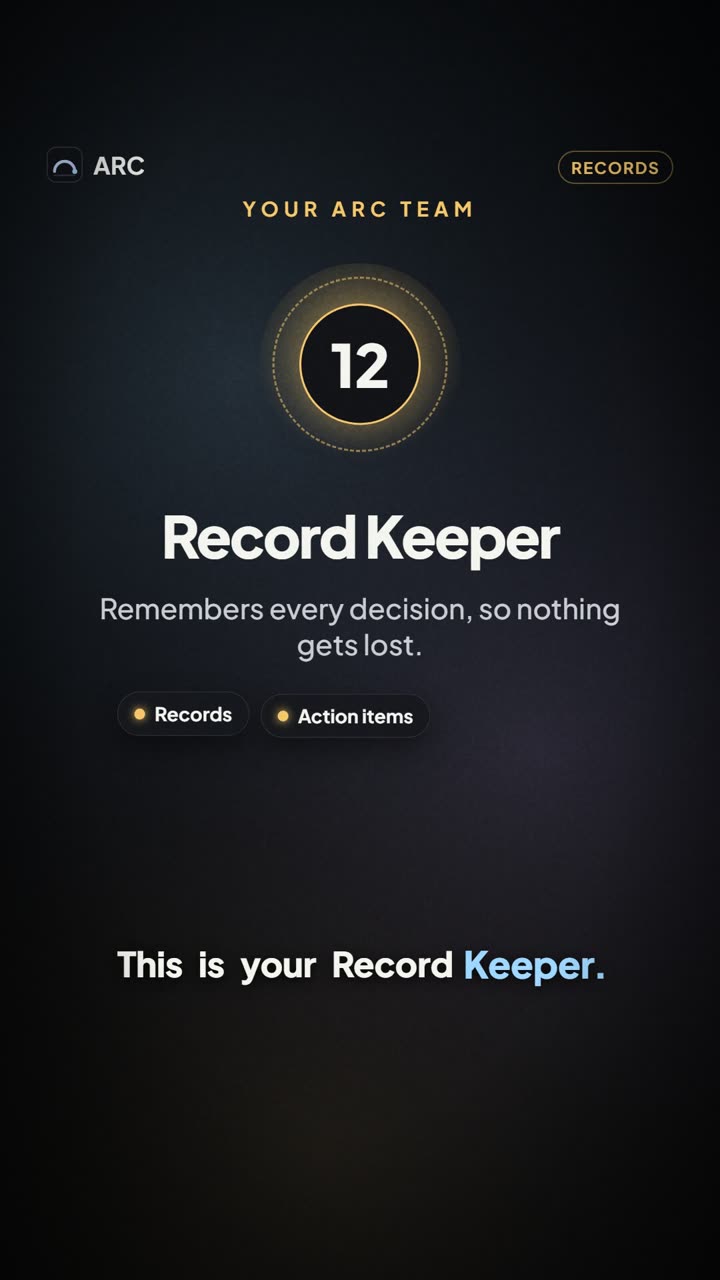 ARC
RECORDS
YOUR ARC TEAM
12
Record Keeper
Remembers every decision, so nothing
gets lost.
Records
Action items
This is your Record Keeper.